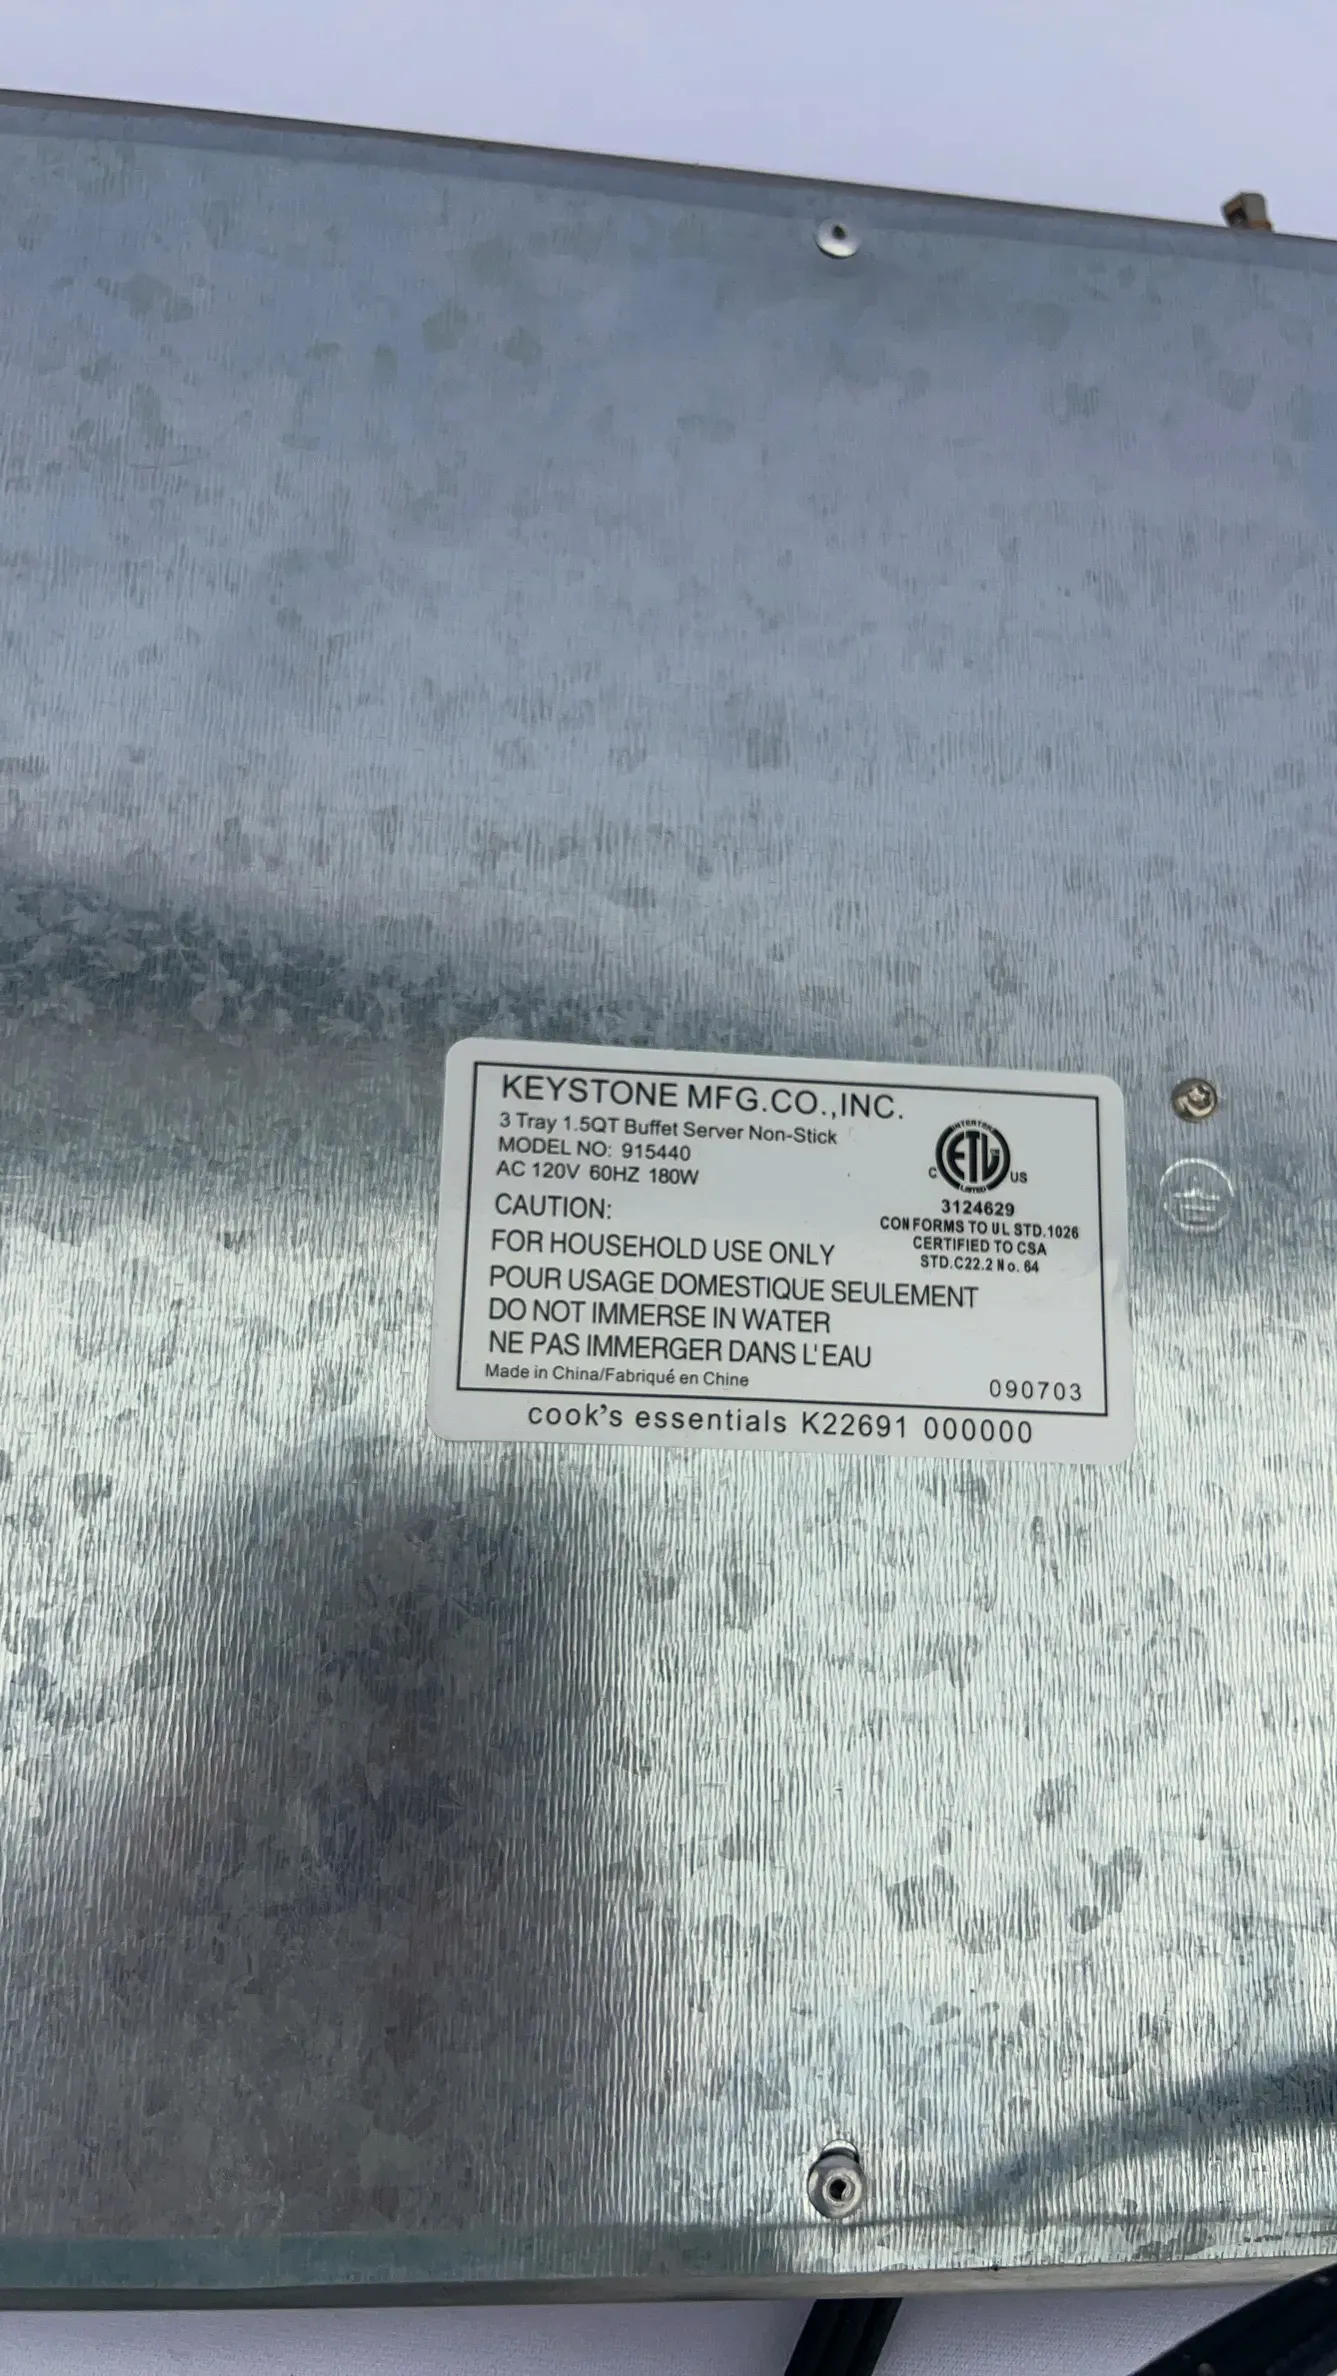 KEYSTONE MFG.CO.,INC.
3 Tray 1.5QT Buffet Server Non-Stick
MODEL NO: 915440
AC 120V 60HZ 180W
CAUTION:
FOR HOUSEHOLD USE ONLY
POUR USAGE DOMESTIQUE SEULEMENT
DO NOT IMMERSE IN WATER
NE PAS IMMERGER DANS L'EAU
Made in China/Fabriqué en Chine
INTERTEK
C ETL US
LISTED
3124629
CONFORMS TO UL STD.1026
CERTIFIED TO CSA
STD.C22.2 No. 64
090703
cook's essentials K22691 000000